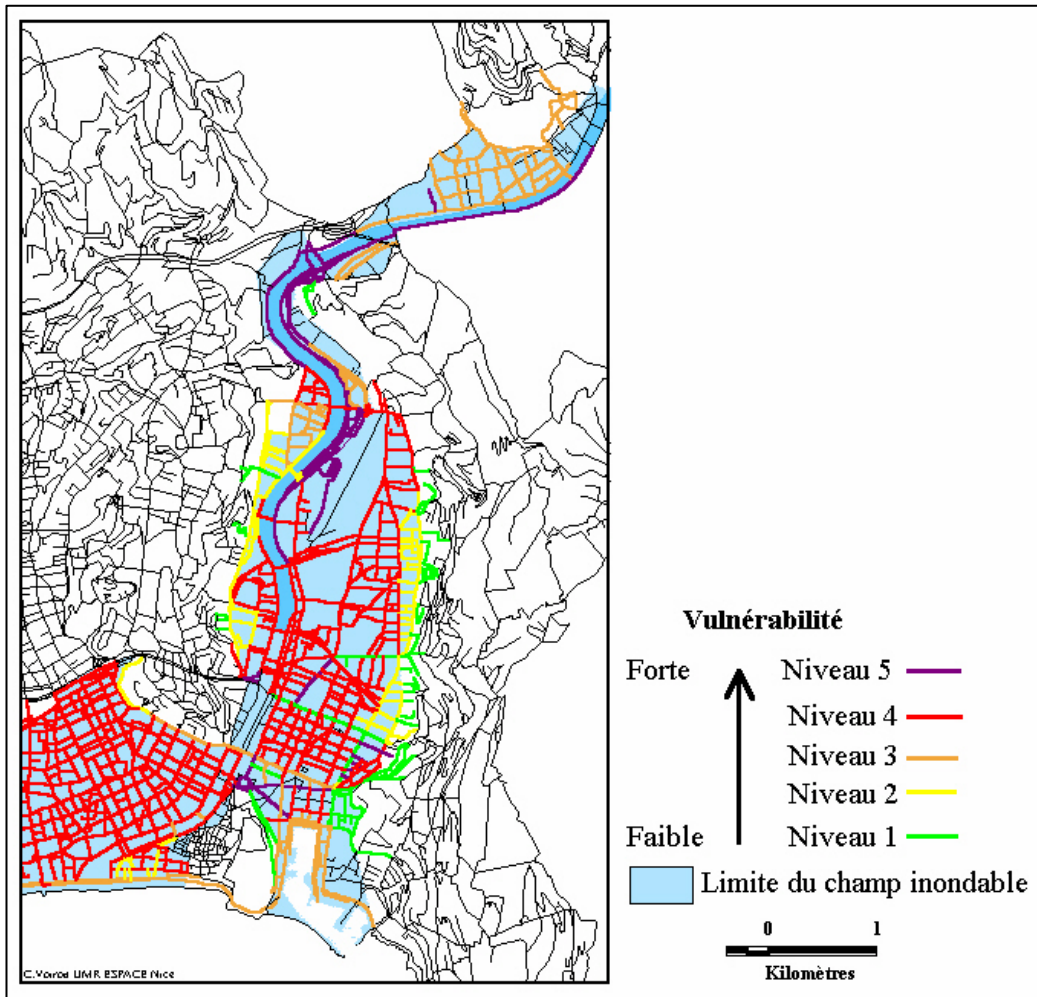 Vulnérabilité
Forte
Niveau 5
Niveau 4
Niveau 3
Niveau 2
Faible
Niveau 1
Limite du champ inondable
0 1
Kilomètres
UMR ESPACE Nice